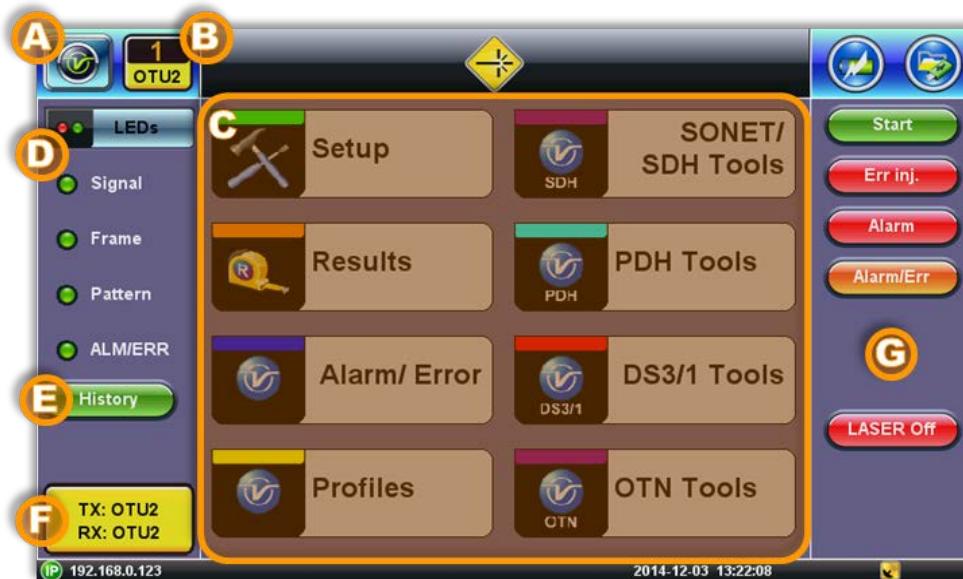 A
1
OTU2
B
LEDs
D
Signal
Frame
Pattern
ALM/ERR
E
History
F
TX: OTU2
RX: OTU2
C
Setup
SDH
SONET/
SDH Tools
R
Results
PDH
PDH Tools
Alarm/ Error
DS3/1
DS3/1 Tools
Profiles
OTN
OTN Tools
Start
Err inj.
Alarm
Alarm/Err
G
LASER Off
IP 192.168.0.123
2014-12-03 13:22:08